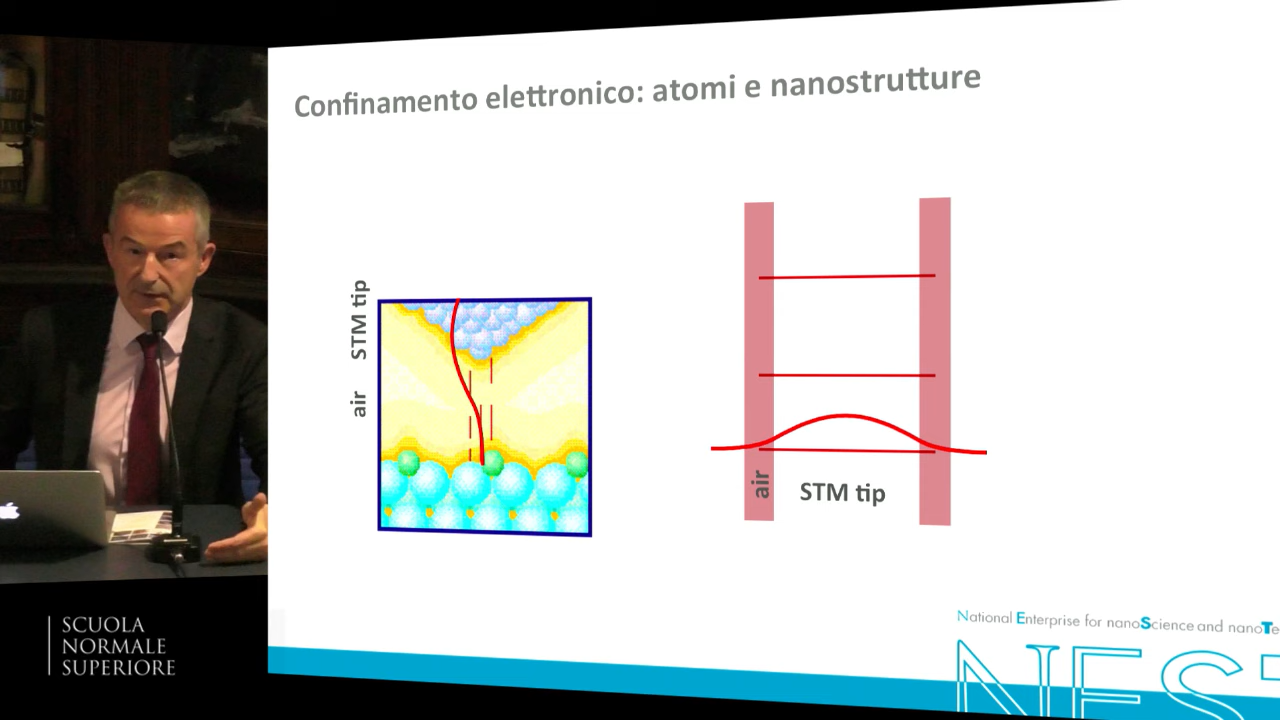 Confinamento elettronico: atomi e nanostrutture
STM tip
air
air
STM tip
SCUOLA
NORMALE
SUPERIORE
National Enterprise for nanoScience and nanoTe
NEST